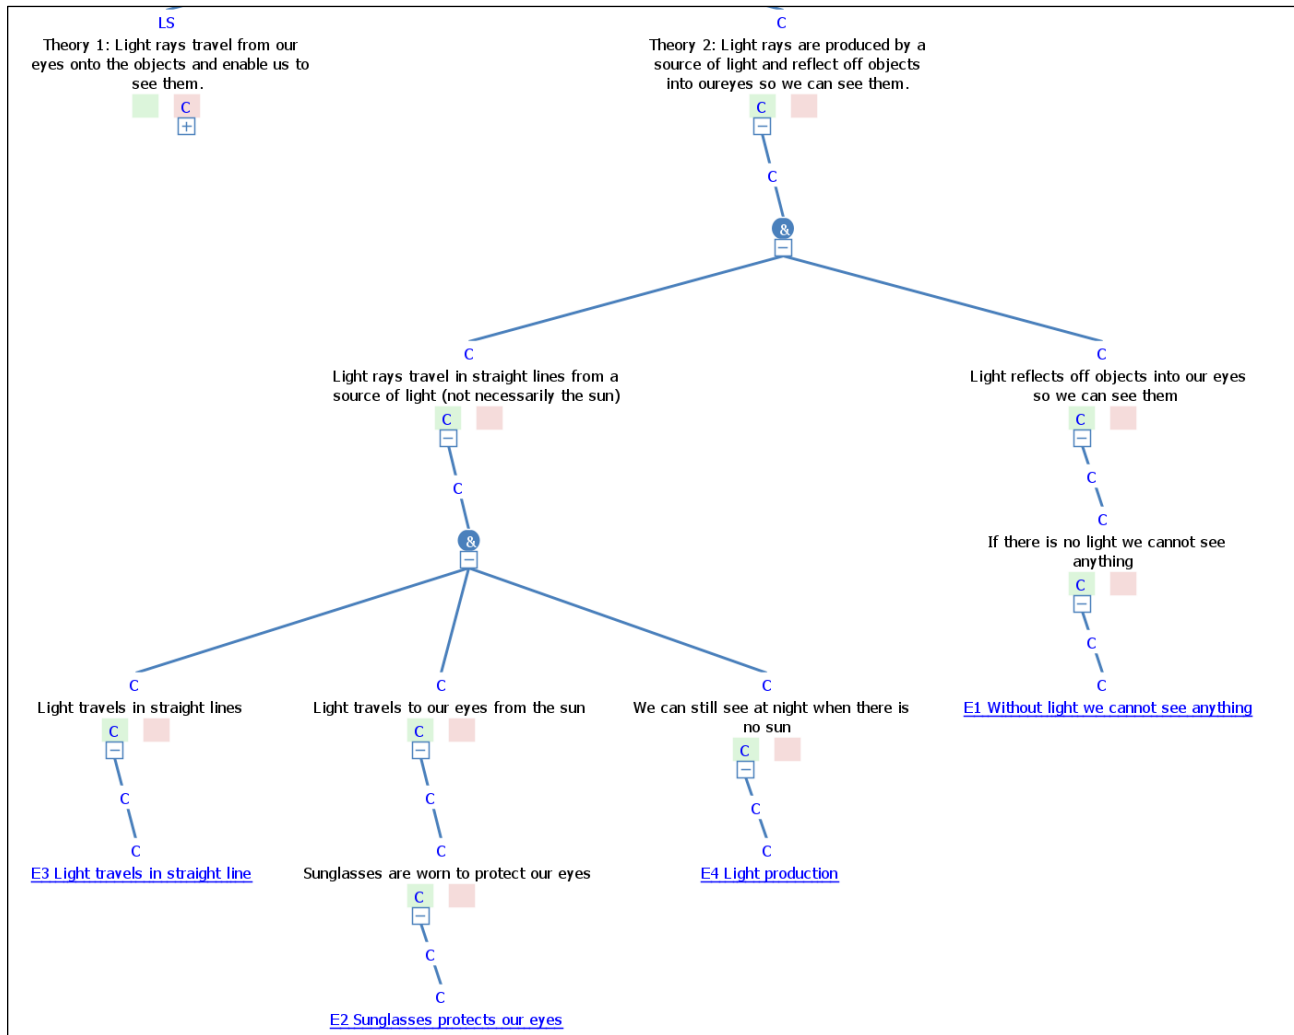 LS
Theory 1: Light rays travel from our
eyes onto the objects and enable us to
see them.
C
+
C
Theory 2: Light rays are produced by a
source of light and reflect off objects
into oureyes so we can see them.
C
−
C
&
−
C
Light rays travel in straight lines from a
source of light (not necessarily the sun)
C
−
C
&
−
C
Light travels in straight lines
C
−
C
C
E3 Light travels in straight line
C
Light travels to our eyes from the sun
C
−
C
C
Sunglasses are worn to protect our eyes
C
−
C
C
E2 Sunglasses protects our eyes
C
We can still see at night when there is
no sun
C
−
C
C
E4 Light production
C
Light reflects off objects into our eyes
so we can see them
C
−
C
C
If there is no light we cannot see
anything
C
−
C
C
E1 Without light we cannot see anything